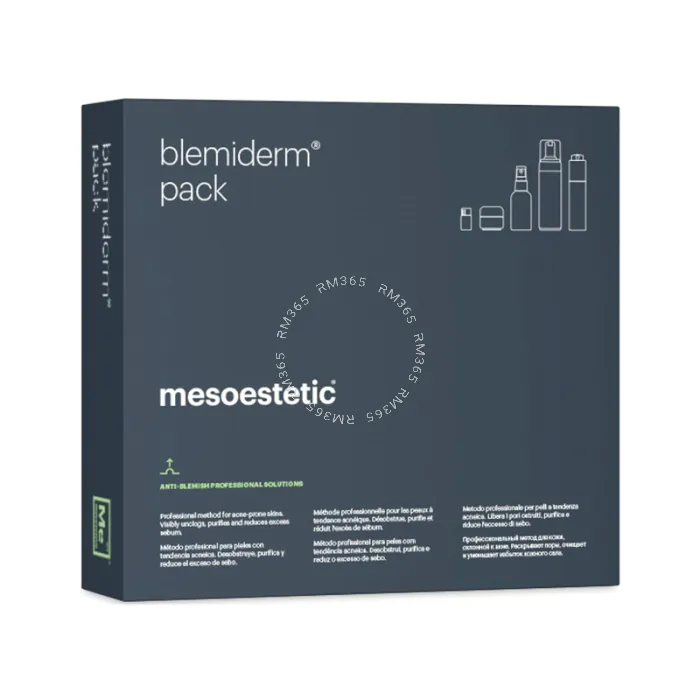 blemiderm®
pack
blemiderm®
pack
RM365 RM365 RM365 RM365 RM365 RM365 RM365 RM365
mesoestetic®
ANTI-BLEMISH PROFESSIONAL SOLUTIONS
Professional method for acne-prone skins.
Visibly unclogs, purifies and reduces excess
sebum.
Método profesional para pieles con
tendencia acneica. Desobstruye, purifica y
reduce el exceso de sebo.
Méthode professionnelle pour les peaux à
tendance acnéique. Désobstrue, purifie et
réduit l'excès de sébum.
Método profissional para peles com
tendência acneica. Desobstrui, purifica e
reduz o excesso de sebo.
Metodo professionale per pelli a tendenza
acneica. Libera i pori ostruiti, purifica e
riduce l'eccesso di sebo.
Профессиональный метод для кожи,
склонной к акне. Раскрывает поры, очищает
и уменьшает избыток кожного сала.
Me